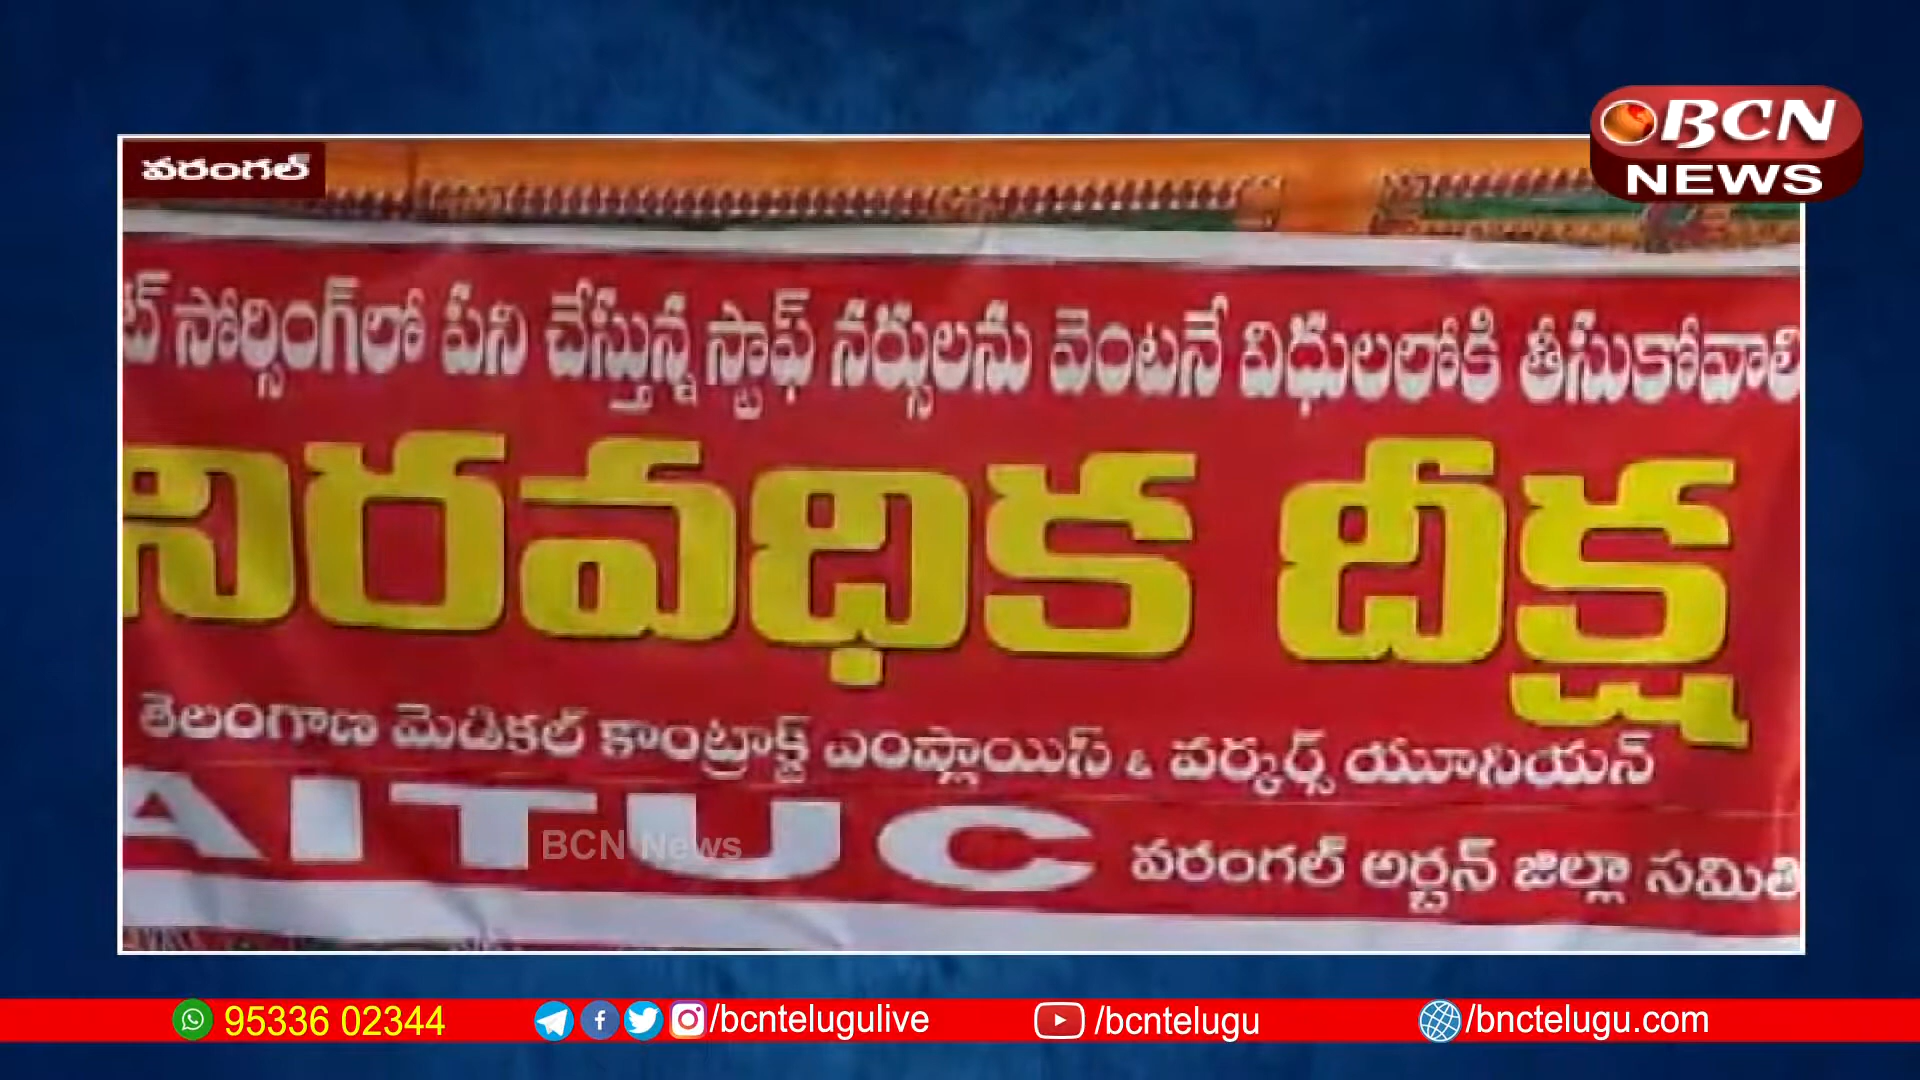 BCN
NEWS
వరంగల్
ట్ సోర్సింగ్‌లో పని చేస్తున్న స్టాఫ్ నర్సులను వెంటనే విధులలోకి తీసుకోవాలి
నిరవధిక దీక్ష
తెలంగాణ మెడికల్ కాంట్రాక్ట్ ఎంప్లాయిస్ & వర్కర్స్ యూనియన్
AITUC వరంగల్ అర్బన్ జిల్లా సమితి
BCN News
95336 02344 /bcntelugulive /bcntelugu /bnctelugu.com